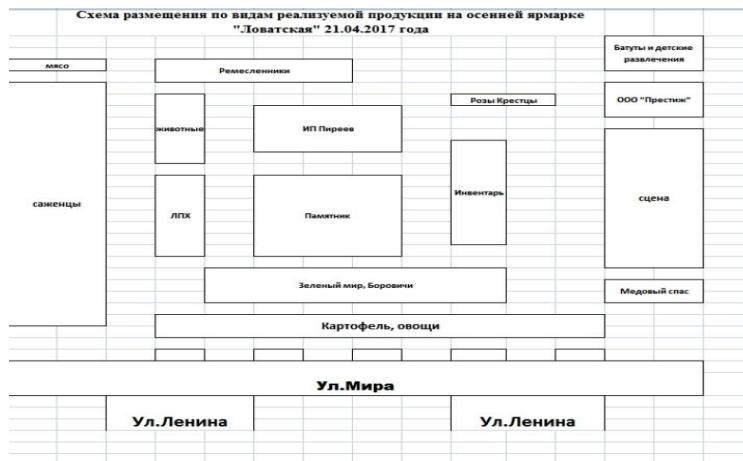 Схема размещения по видам реализуемой продукции на осенней ярмарке
"Ловатская" 21.04.2017 года
Батуты и детские
развлечения
мясо
Ремесленники
Розы Крестцы
ООО "Престиж"
животные
ИП Пиреев
Инвентарь
сцена
саженцы
ЛПХ
Памятник
Зеленый мир, Боровичи
Медовый спас
Картофель, овощи
Ул.Мира
Ул.Ленина
Ул.Ленина